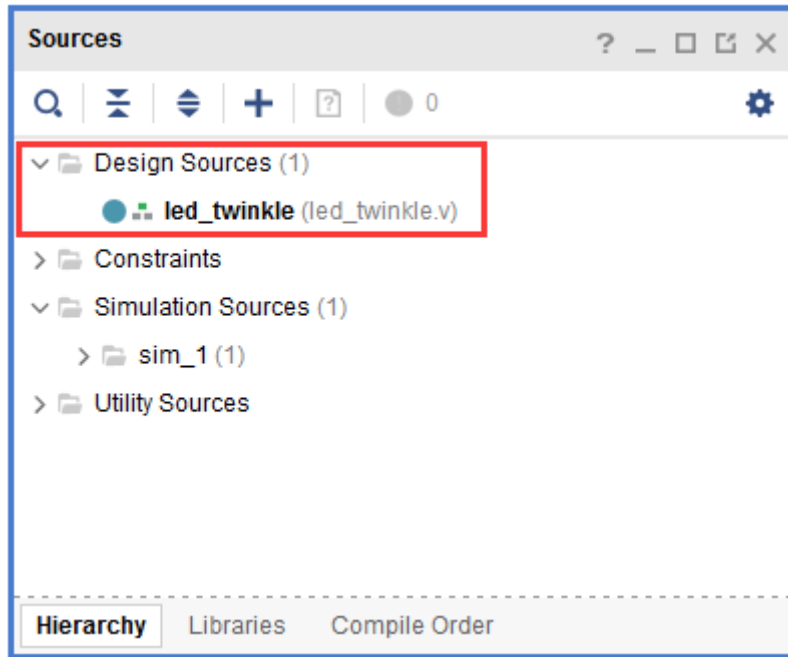 Sources
0
Design Sources (1)
led_twinkle (led_twinkle.v)
Constraints
Simulation Sources (1)
sim_1 (1)
Utility Sources
Hierarchy Libraries Compile Order